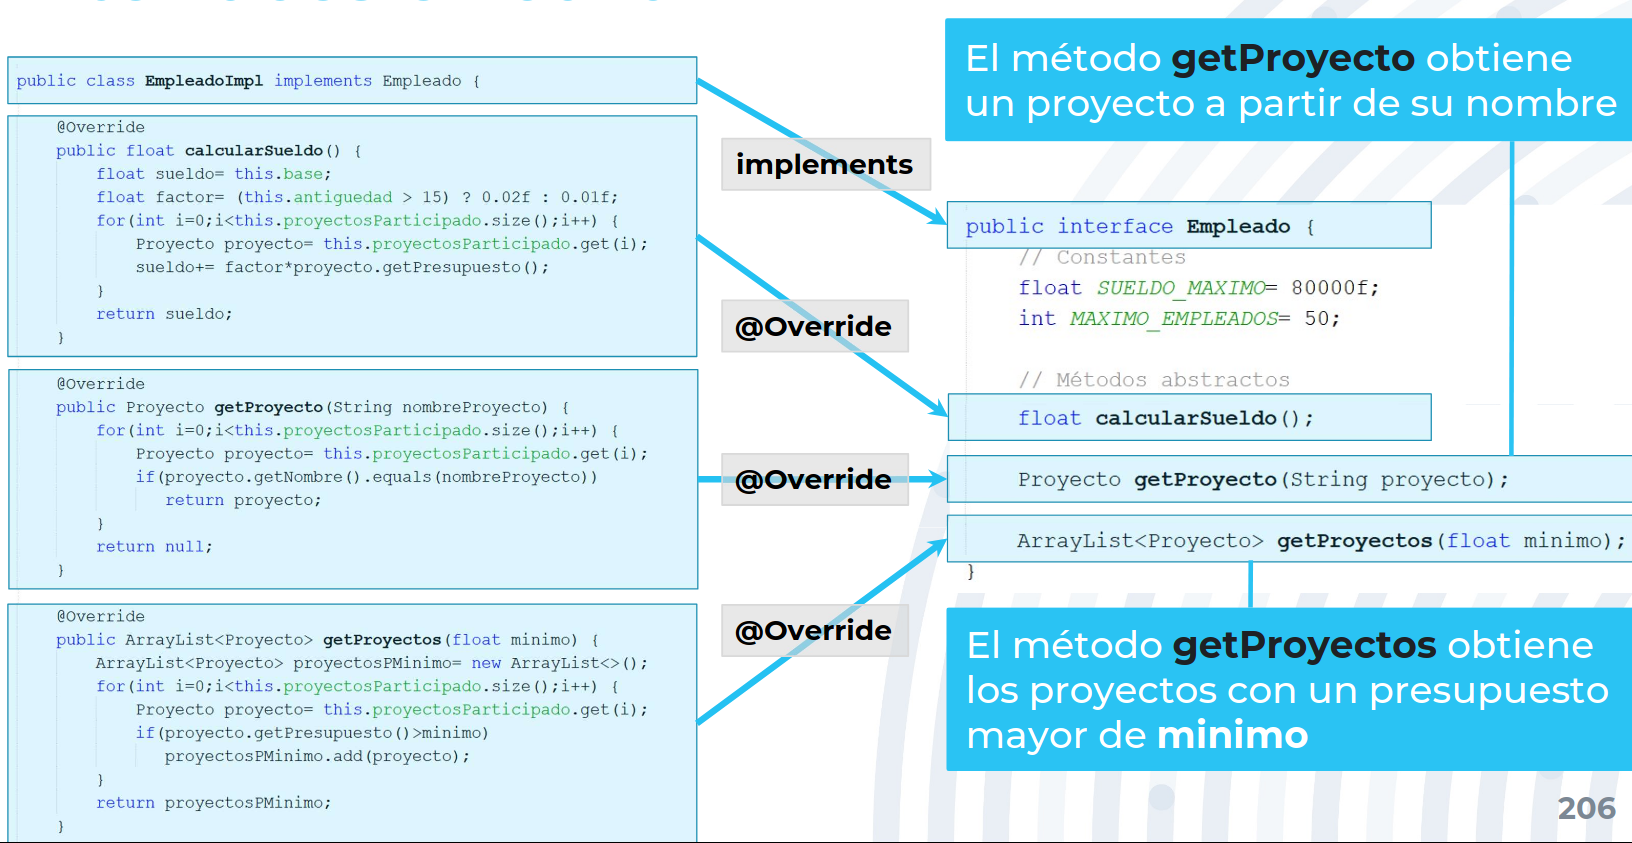 public class EmpleadoImpl implements Empleado {
@Override
public float calcularSueldo() {
float sueldo= this.base;
float factor= (this.antiguedad > 15) ? 0.02f : 0.01f;
for(int i=0;i<this.proyectosParticipado.size();i++) {
Proyecto proyecto= this.proyectosParticipado.get(i);
sueldo+= factor*proyecto.getPresupuesto();
}
return sueldo;
}
@Override
public Proyecto getProyecto(String nombreProyecto) {
for(int i=0;i<this.proyectosParticipado.size();i++) {
Proyecto proyecto= this.proyectosParticipado.get(i);
if(proyecto.getNombre().equals(nombreProyecto))
return proyecto;
}
return null;
}
@Override
public ArrayList<Proyecto> getProyectos(float minimo) {
ArrayList<Proyecto> proyectosPMinimo= new ArrayList<>();
for(int i=0;i<this.proyectosParticipado.size();i++) {
Proyecto proyecto= this.proyectosParticipado.get(i);
if(proyecto.getPresupuesto()>minimo)
proyectosPMinimo.add(proyecto);
}
return proyectosPMinimo;
}
implements
@Override
@Override
@Override
El método getProyecto obtiene
un proyecto a partir de su nombre
public interface Empleado {
// Constantes
float SUELDO_MAXIMO= 80000f;
int MAXIMO_EMPLEADOS= 50;
// Métodos abstractos
float calcularSueldo();
Proyecto getProyecto(String proyecto);
ArrayList<Proyecto> getProyectos(float minimo);
}
El método getProyectos obtiene
los proyectos con un presupuesto
mayor de minimo
206